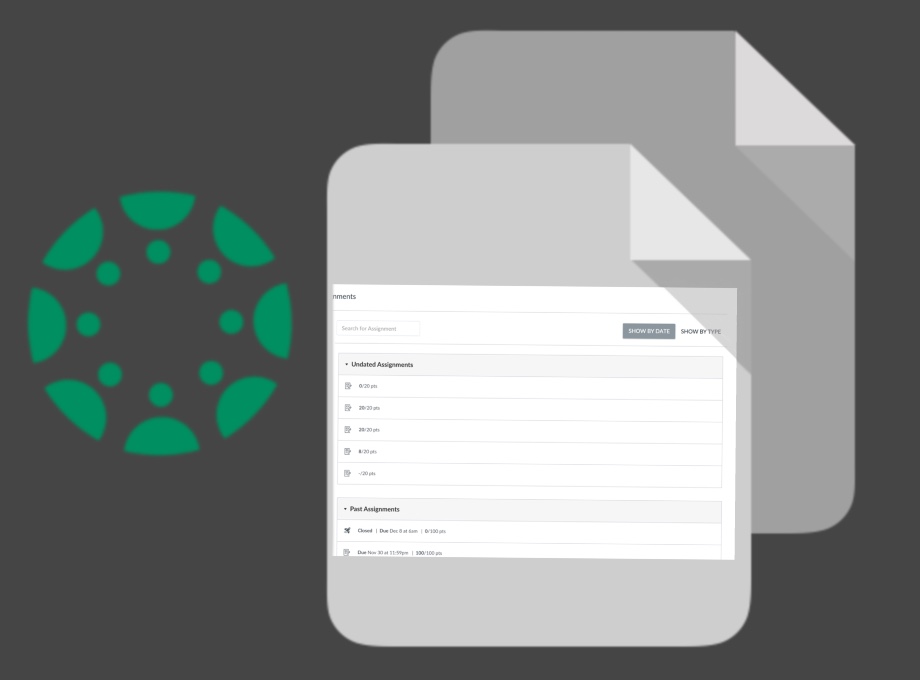 nments
Search for Assignment
SHOW BY DATE SHOW BY TYPE
Undated Assignments
0/20 pts
20/20 pts
20/20 pts
8/20 pts
-/20 pts
Past Assignments
Closed | Due Dec 8 at 6am | 0/100 pts
Due Nov 30 at 11:59pm | 100/100 pts